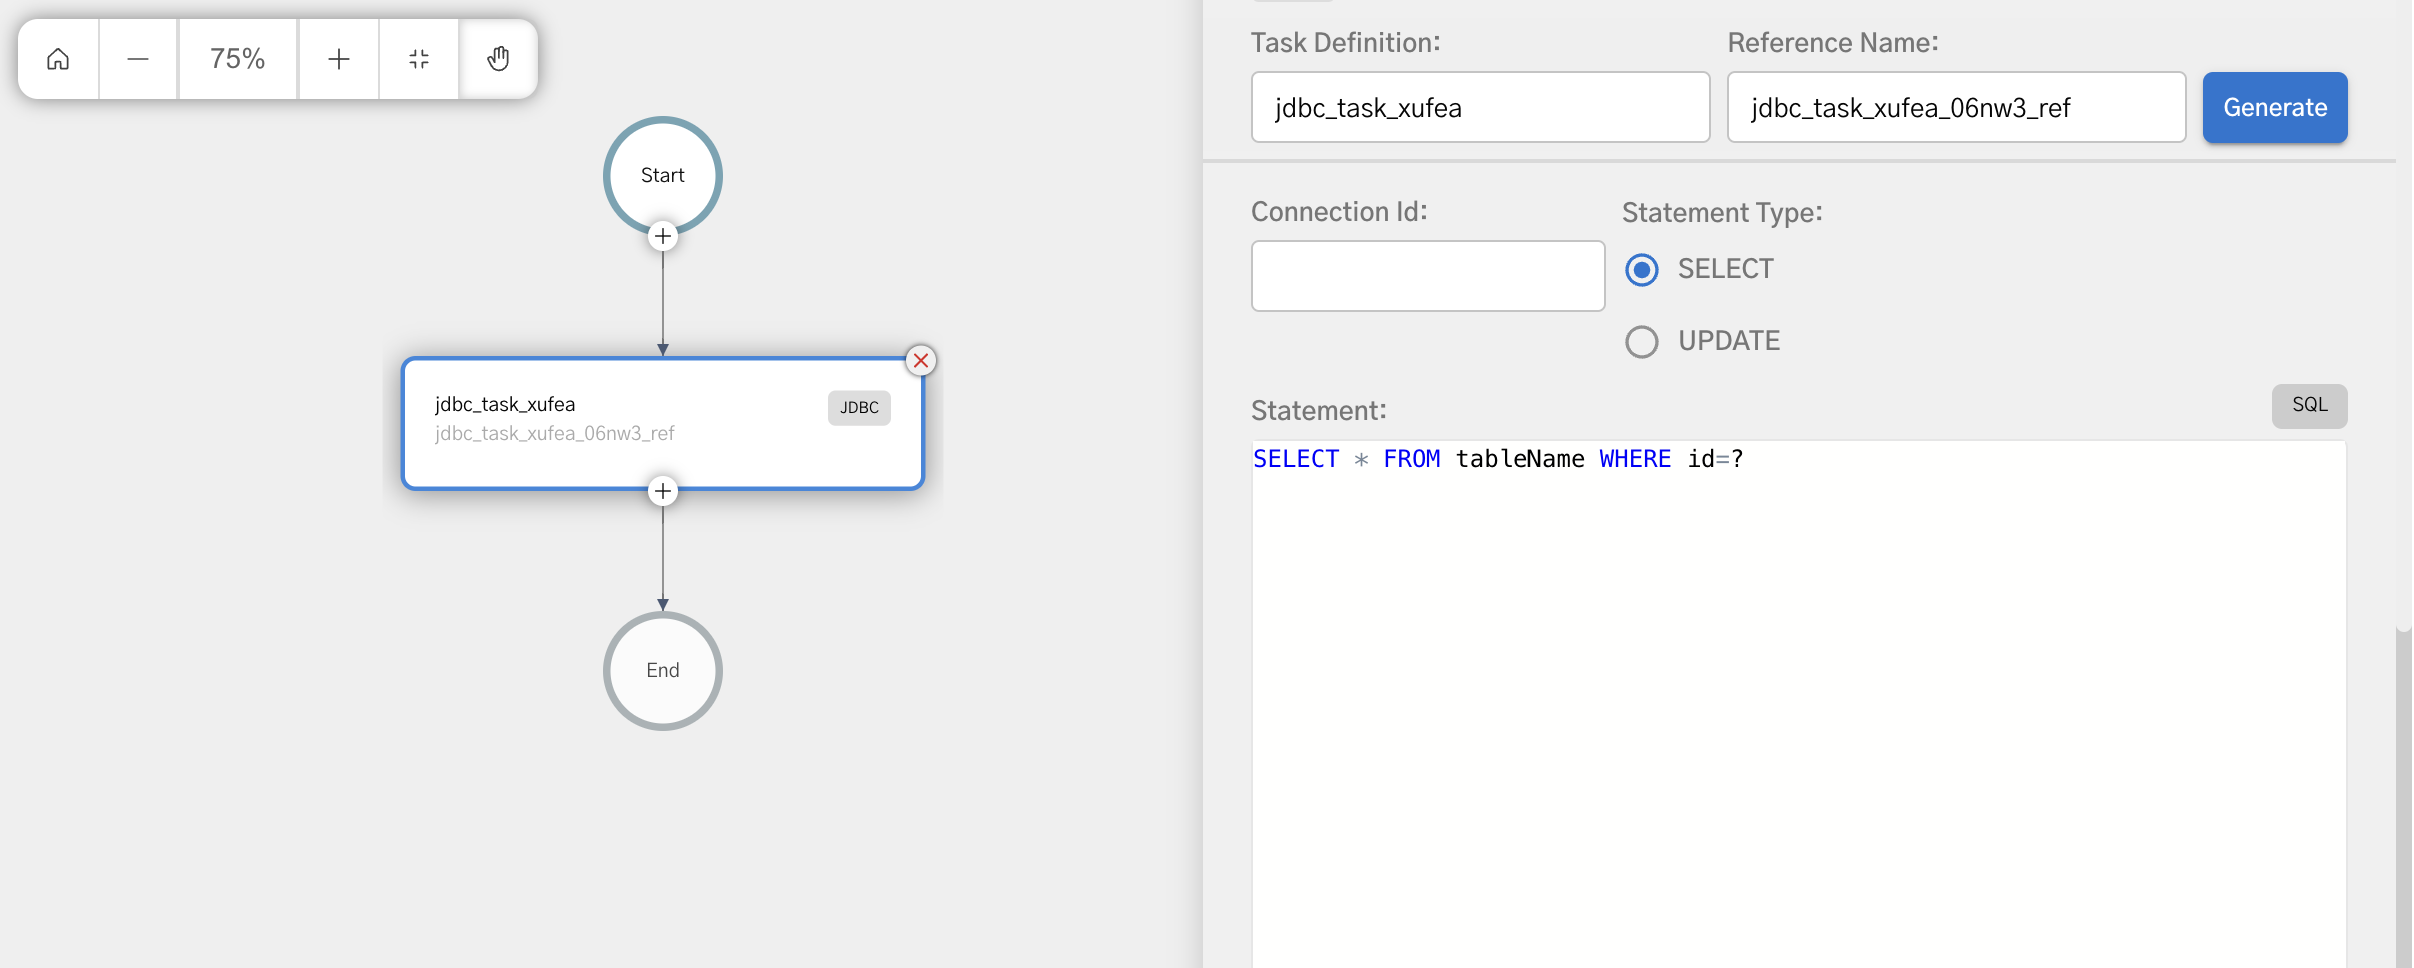 75%
Start
jdbc_task_xufea
JDBC
jdbc_task_xufea_06nw3_ref
End
Task Definition:
Reference Name:
jdbc_task_xufea
jdbc_task_xufea_06nw3_ref
Generate
Connection Id:
Statement Type:
SELECT
UPDATE
Statement:
SQL
SELECT * FROM tableName WHERE id=?